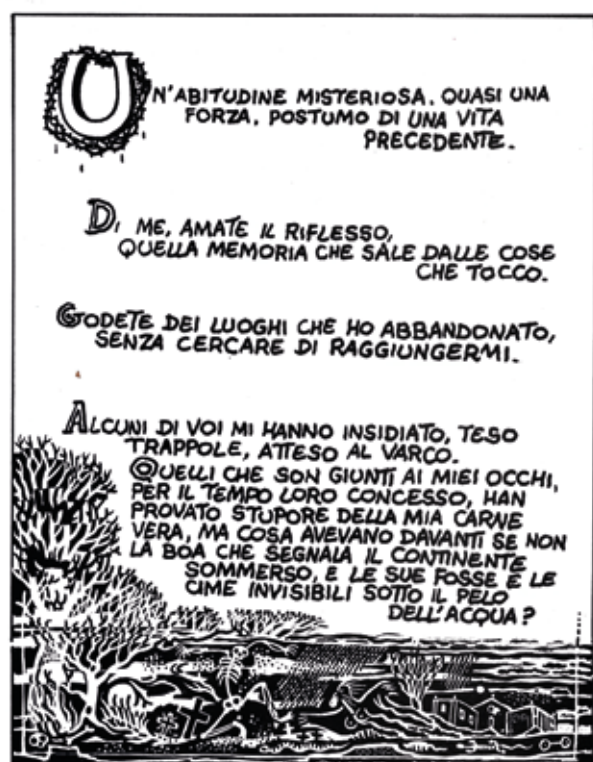 UN'ABITUDINE MISTERIOSA. QUASI UNA
FORZA. POSTUMO DI UNA VITA
PRECEDENTE.
DI ME, AMATE IL RIFLESSO,
QUELLA MEMORIA CHE SALE DALLE COSE
CHE TOCCO.
GODETE DEI LUOGHI CHE HO ABBANDONATO,
SENZA CERCARE DI RAGGIUNGERMI.
ALCUNI DI VOI MI HANNO INSIDIATO, TESO
TRAPPOLE, ATTESO AL VARCO.
QUELLI CHE SON GIUNTI AI MIEI OCCHI,
PER IL TEMPO LORO CONCESSO, HAN
PROVATO STUPORE DELLA MIA CARNE
VERA, MA COSA AVEVANO DAVANTI SE NON
LA BOA CHE SEGNALA IL CONTINENTE
SOMMERSO, E LE SUE FOSSE E LE
CIME INVISIBILI SOTTO IL PELO
DELL'ACQUA?